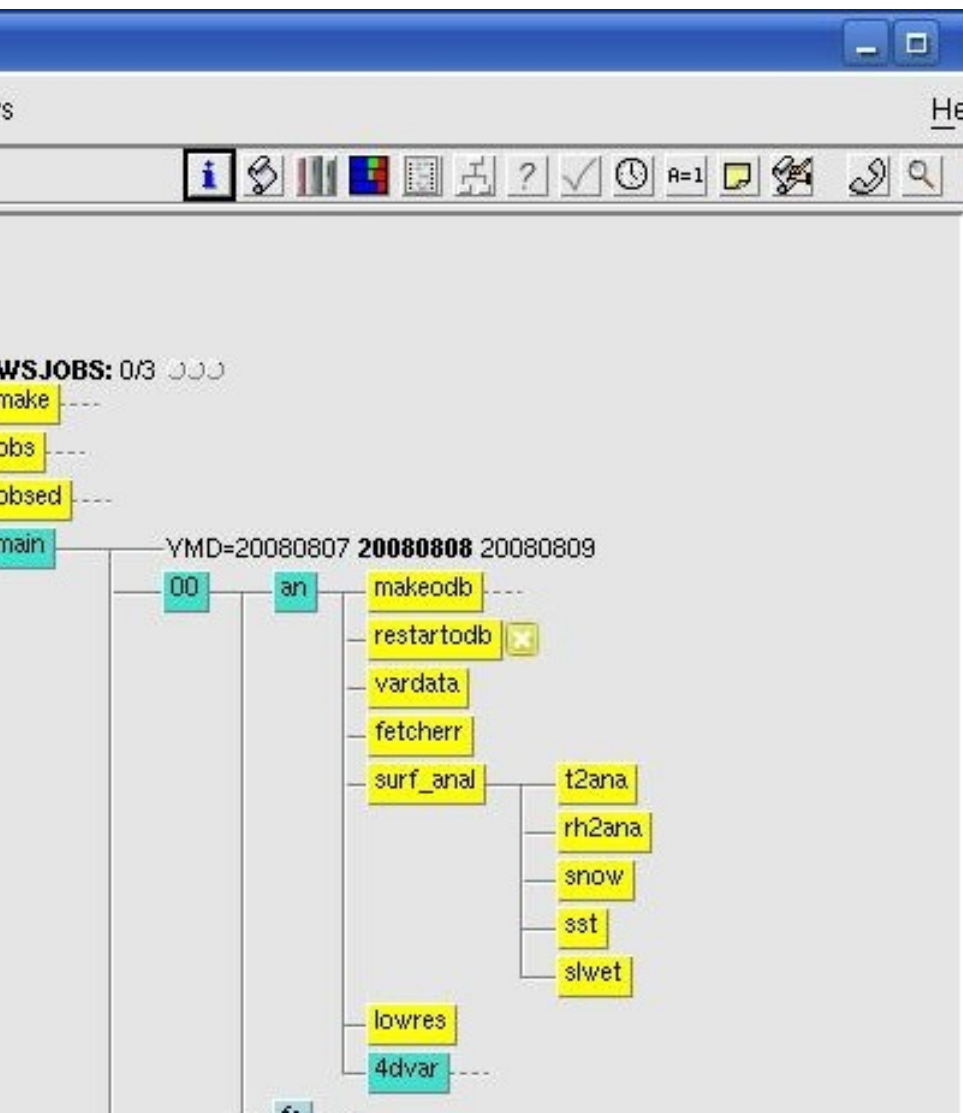 He
i ? A=1
WSJOBS: 0/3
make
obs
obsed
main YMD=20080807 20080808 20080809
00 an makeodb
restartodb
vardata
fetcherr
surf_anal t2ana
rh2ana
snow
sst
slwet
lowres
4dvar